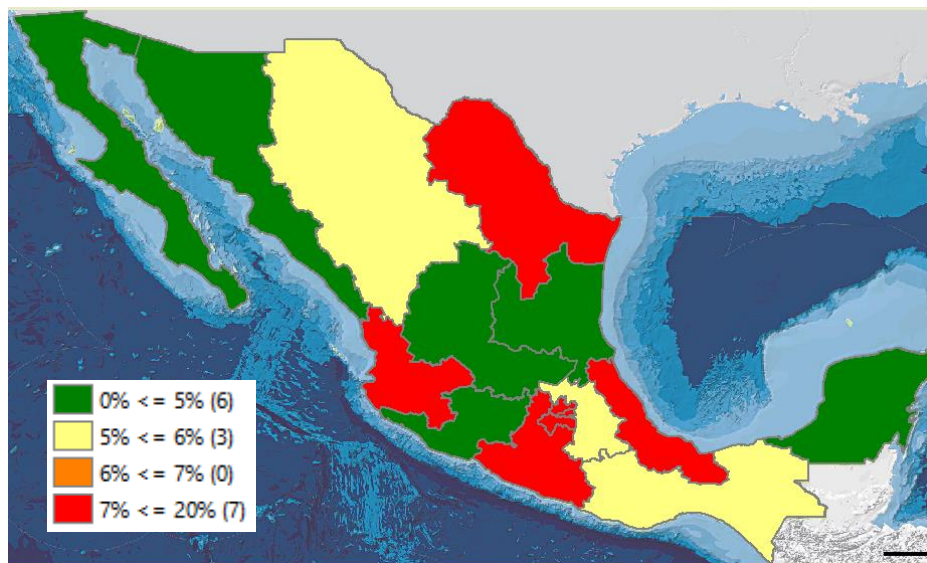 0% <= 5% (6)
5% <= 6% (3)
6% <= 7% (0)
7% <= 20% (7)